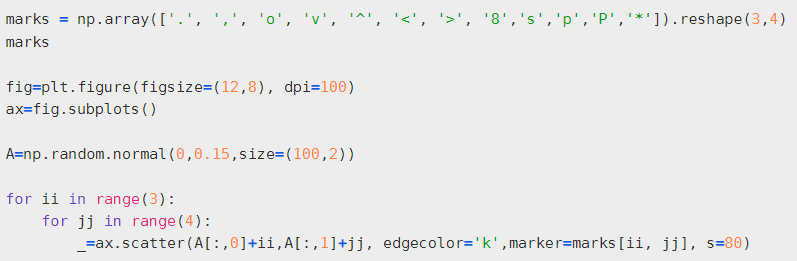 marks = np.array(['.', ',', 'o', 'v', '^', '<', '>', '8','s','p','P','*']).reshape(3,4)
marks
fig=plt.figure(figsize=(12,8), dpi=100)
ax=fig.subplots()
A=np.random.normal(0,0.15,size=(100,2))
for ii in range(3):
    for jj in range(4):
        _=ax.scatter(A[:,0]+ii,A[:,1]+jj, edgecolor='k',marker=marks[ii, jj], s=80)